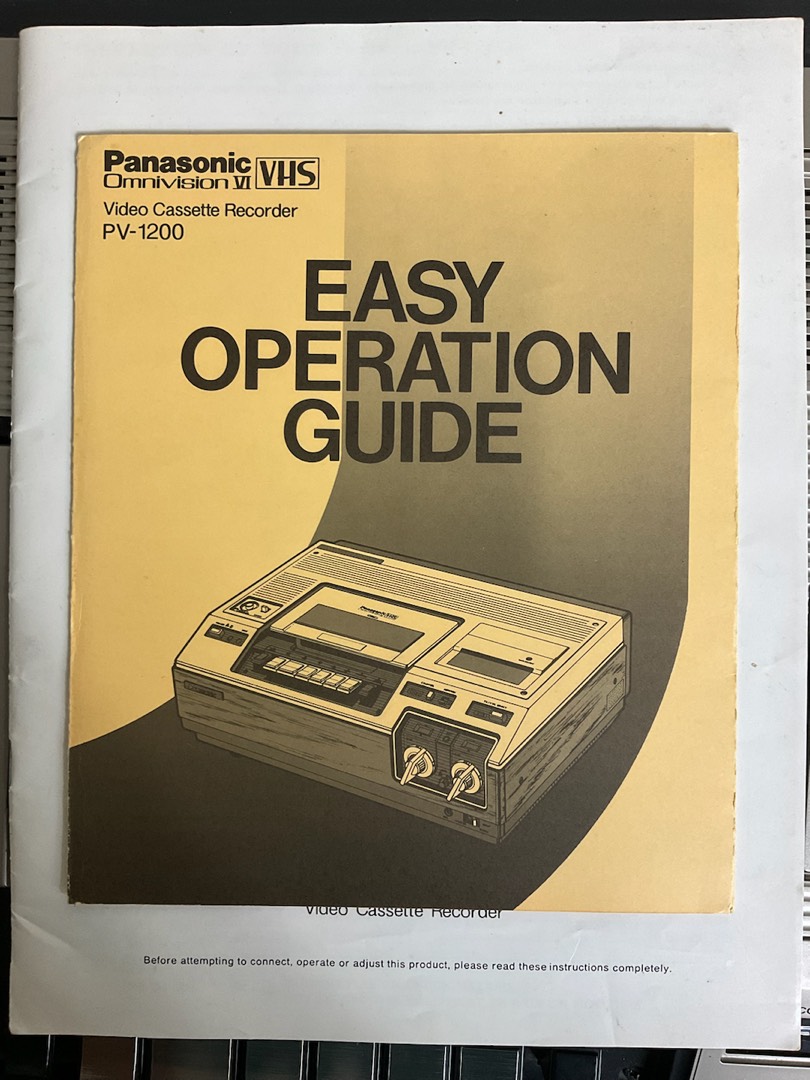 Panasonic
Omnivision VI VHS
Video Cassette Recorder
PV-1200
EASY
OPERATION
GUIDE
Video Cassette Recorder
Before attempting to connect, operate or adjust this product, please read these instructions completely.